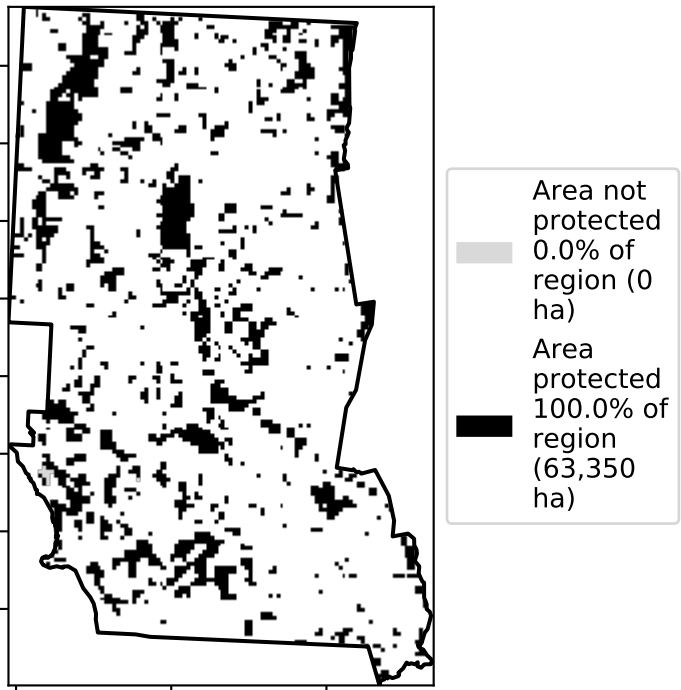 Area not
protected
0.0% of
region (0
ha)
Area
protected
100.0% of
region
(63,350
ha)